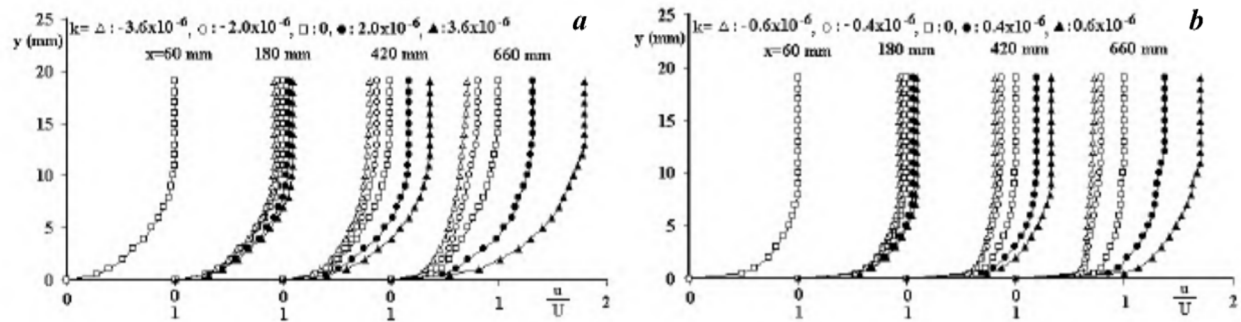 a
k= △ : -3.6x10⁻⁶, ○ : -2.0x10⁻⁶, □ : 0, ● : 2.0x10⁻⁶, ▲ : 3.6x10⁻⁶
y (mm)
x=60 mm 180 mm 420 mm 660 mm
20
15
10
5
0
0 0 0 0 1 u/U 2
1 1 1
b
k= △ : -0.6x10⁻⁶, ○ : -0.4x10⁻⁶, □ : 0, ● : 0.4x10⁻⁶, ▲ : 0.6x10⁻⁶
y (mm)
x=60 mm 180 mm 420 mm 660 mm
20
15
10
5
0
0 0 0 0 1 u/U 2
1 1 1